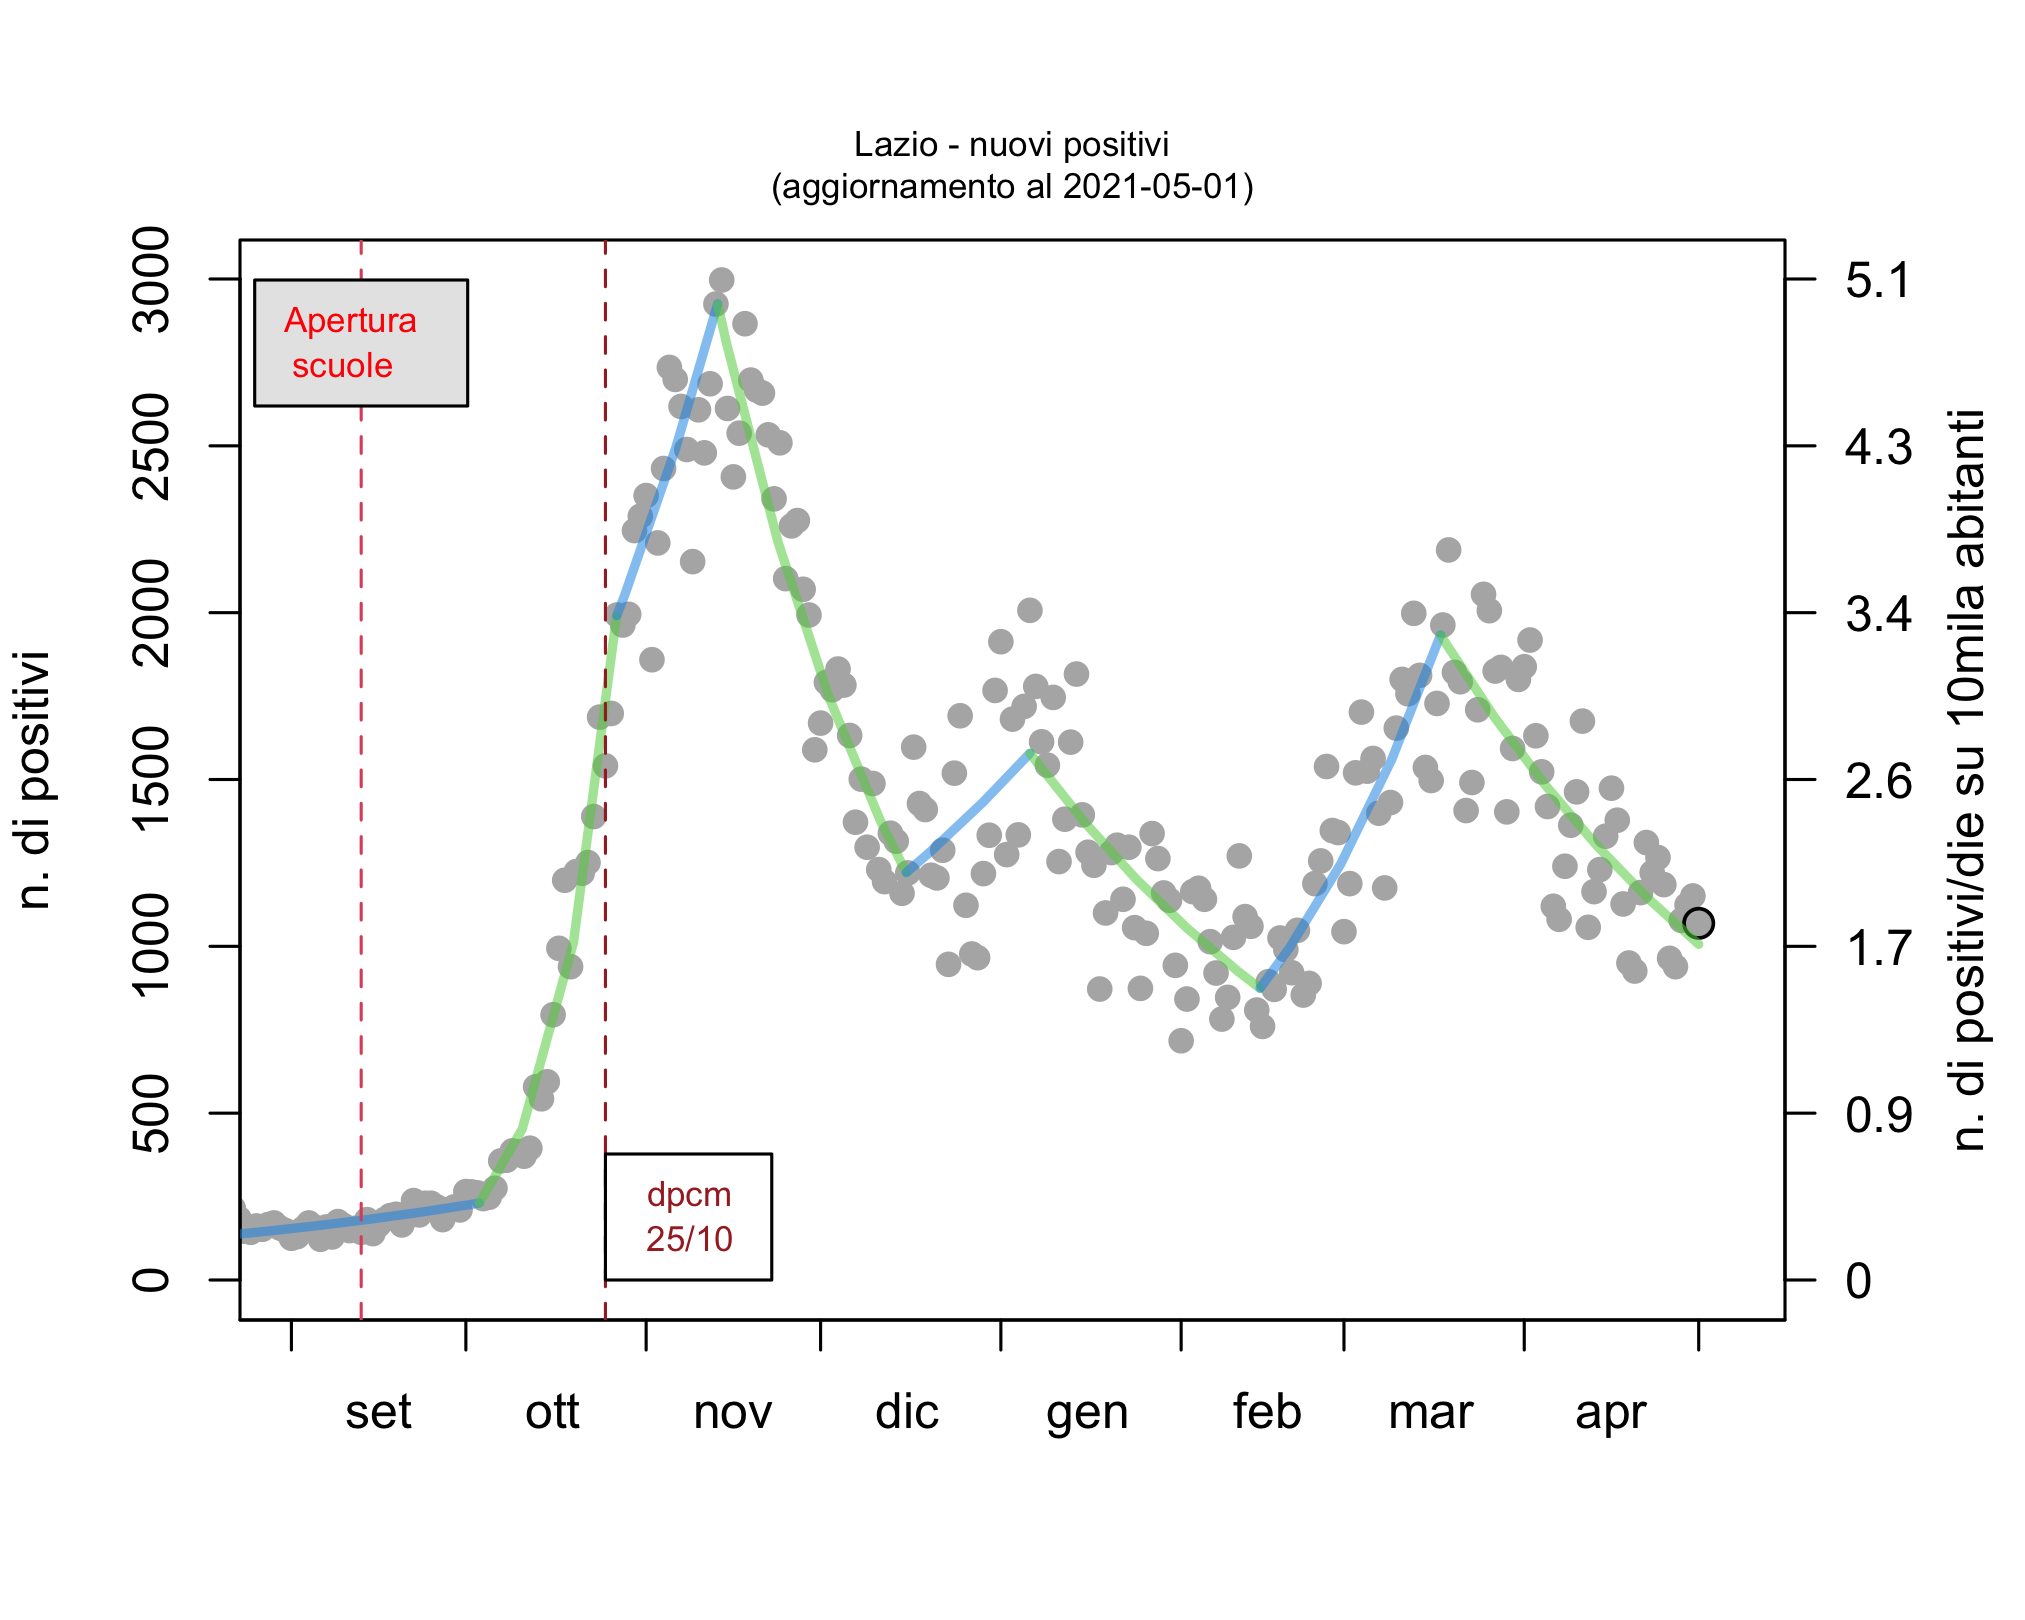 Lazio - nuovi positivi
(aggiornamento al 2021-05-01)
n. di positivi
3000
2500
2000
1500
1000
500
0
Apertura
scuole
dpcm
25/10
5.1
4.3
3.4
2.6
1.7
0.9
0
n. di positivi/die su 10mila abitanti
set ott nov dic gen feb mar apr